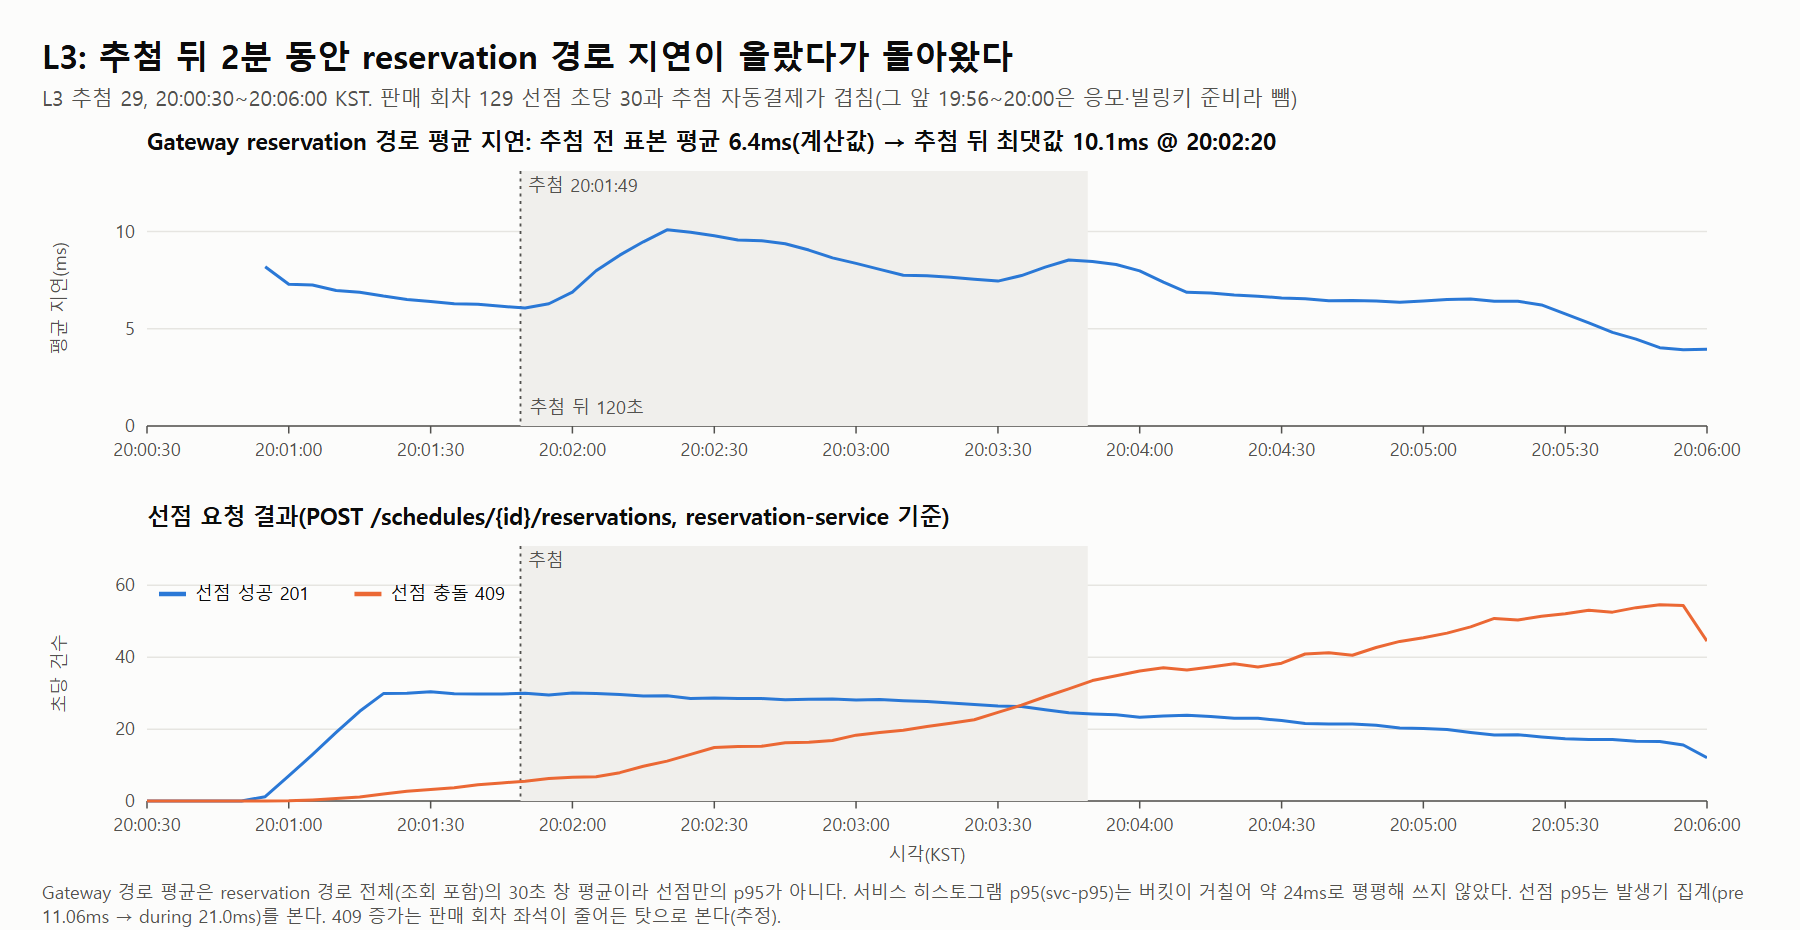 L3: 추첨 뒤 2분 동안 reservation 경로 지연이 올랐다가 돌아왔다
L3 추첨 29, 20:00:30~20:06:00 KST. 판매 회차 129 선점 초당 30과 추첨 자동결제가 겹침(그 앞 19:56~20:00은 응모·빌링키 준비라 뺌)
Gateway reservation 경로 평균 지연: 추첨 전 표본 평균 6.4ms(계산값) → 추첨 뒤 최댓값 10.1ms @ 20:02:20
추첨 20:01:49
10
평균 지연(ms)
5
추첨 뒤 120초
0
20:00:30 20:01:00 20:01:30 20:02:00 20:02:30 20:03:00 20:03:30 20:04:00 20:04:30 20:05:00 20:05:30 20:06:00
선점 요청 결과(POST /schedules/{id}/reservations, reservation-service 기준)
추첨
60
선점 성공 201 선점 충돌 409
초당 건수
40
20
0
20:00:30 20:01:00 20:01:30 20:02:00 20:02:30 20:03:00 20:03:30 20:04:00 20:04:30 20:05:00 20:05:30 20:06:00
시각(KST)
Gateway 경로 평균은 reservation 경로 전체(조회 포함)의 30초 창 평균이라 선점만의 p95가 아니다. 서비스 히스토그램 p95(svc-p95)는 버킷이 거칠어 약 24ms로 평평해 쓰지 않았다. 선점 p95는 발생기 집계(pre
11.06ms → during 21.0ms)를 본다. 409 증가는 판매 회차 좌석이 줄어든 탓으로 본다(추정).